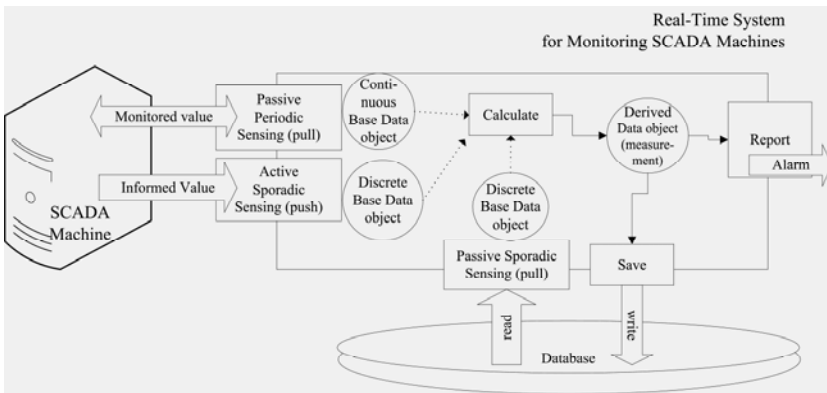 Real-Time System
for Monitoring SCADA Machines
SCADA
Machine
Monitored value
Informed Value
Passive
Periodic
Sensing (pull)
Active
Sporadic
Sensing (push)
Conti-
nuous
Base Data
object
Discrete
Base Data
object
Calculate
Discrete
Base Data
object
Passive Sporadic
Sensing (pull)
Derived
Data object
(measure-
ment)
Report
Alarm
Save
read
write
Database